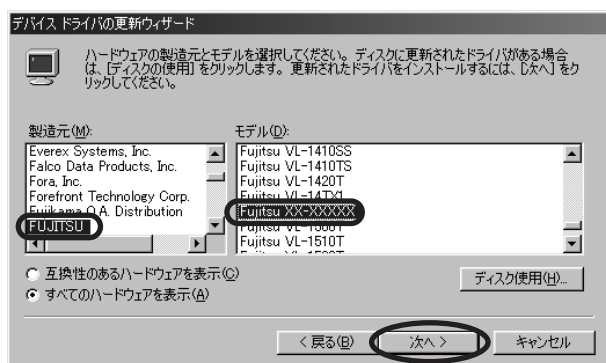 デバイス ドライバの更新ウィザード
ハードウェアの製造元とモデルを選択してください。ディスクに更新されたドライバがある場合
は、[ディスクの使用] をクリックします。更新されたドライバをインストールするには、[次へ] をク
リックしてください。
製造元(M):
Everex Systems, Inc.
Falco Data Products, Inc.
Fora, Inc.
Forefront Technology Corp.
Fujikama O.A. Distribution
FUJITSU
モデル(D):
Fujitsu VL-1410SS
Fujitsu VL-1410TS
Fujitsu VL-1420T
Fujitsu VL-14TX1
Fujitsu XX-XXXXX
Fujitsu VL-1500T
Fujitsu VL-1510T
互換性のあるハードウェアを表示(C)
すべてのハードウェアを表示(A)
ディスク使用(H)...
< 戻る(B)
次へ >
キャンセル